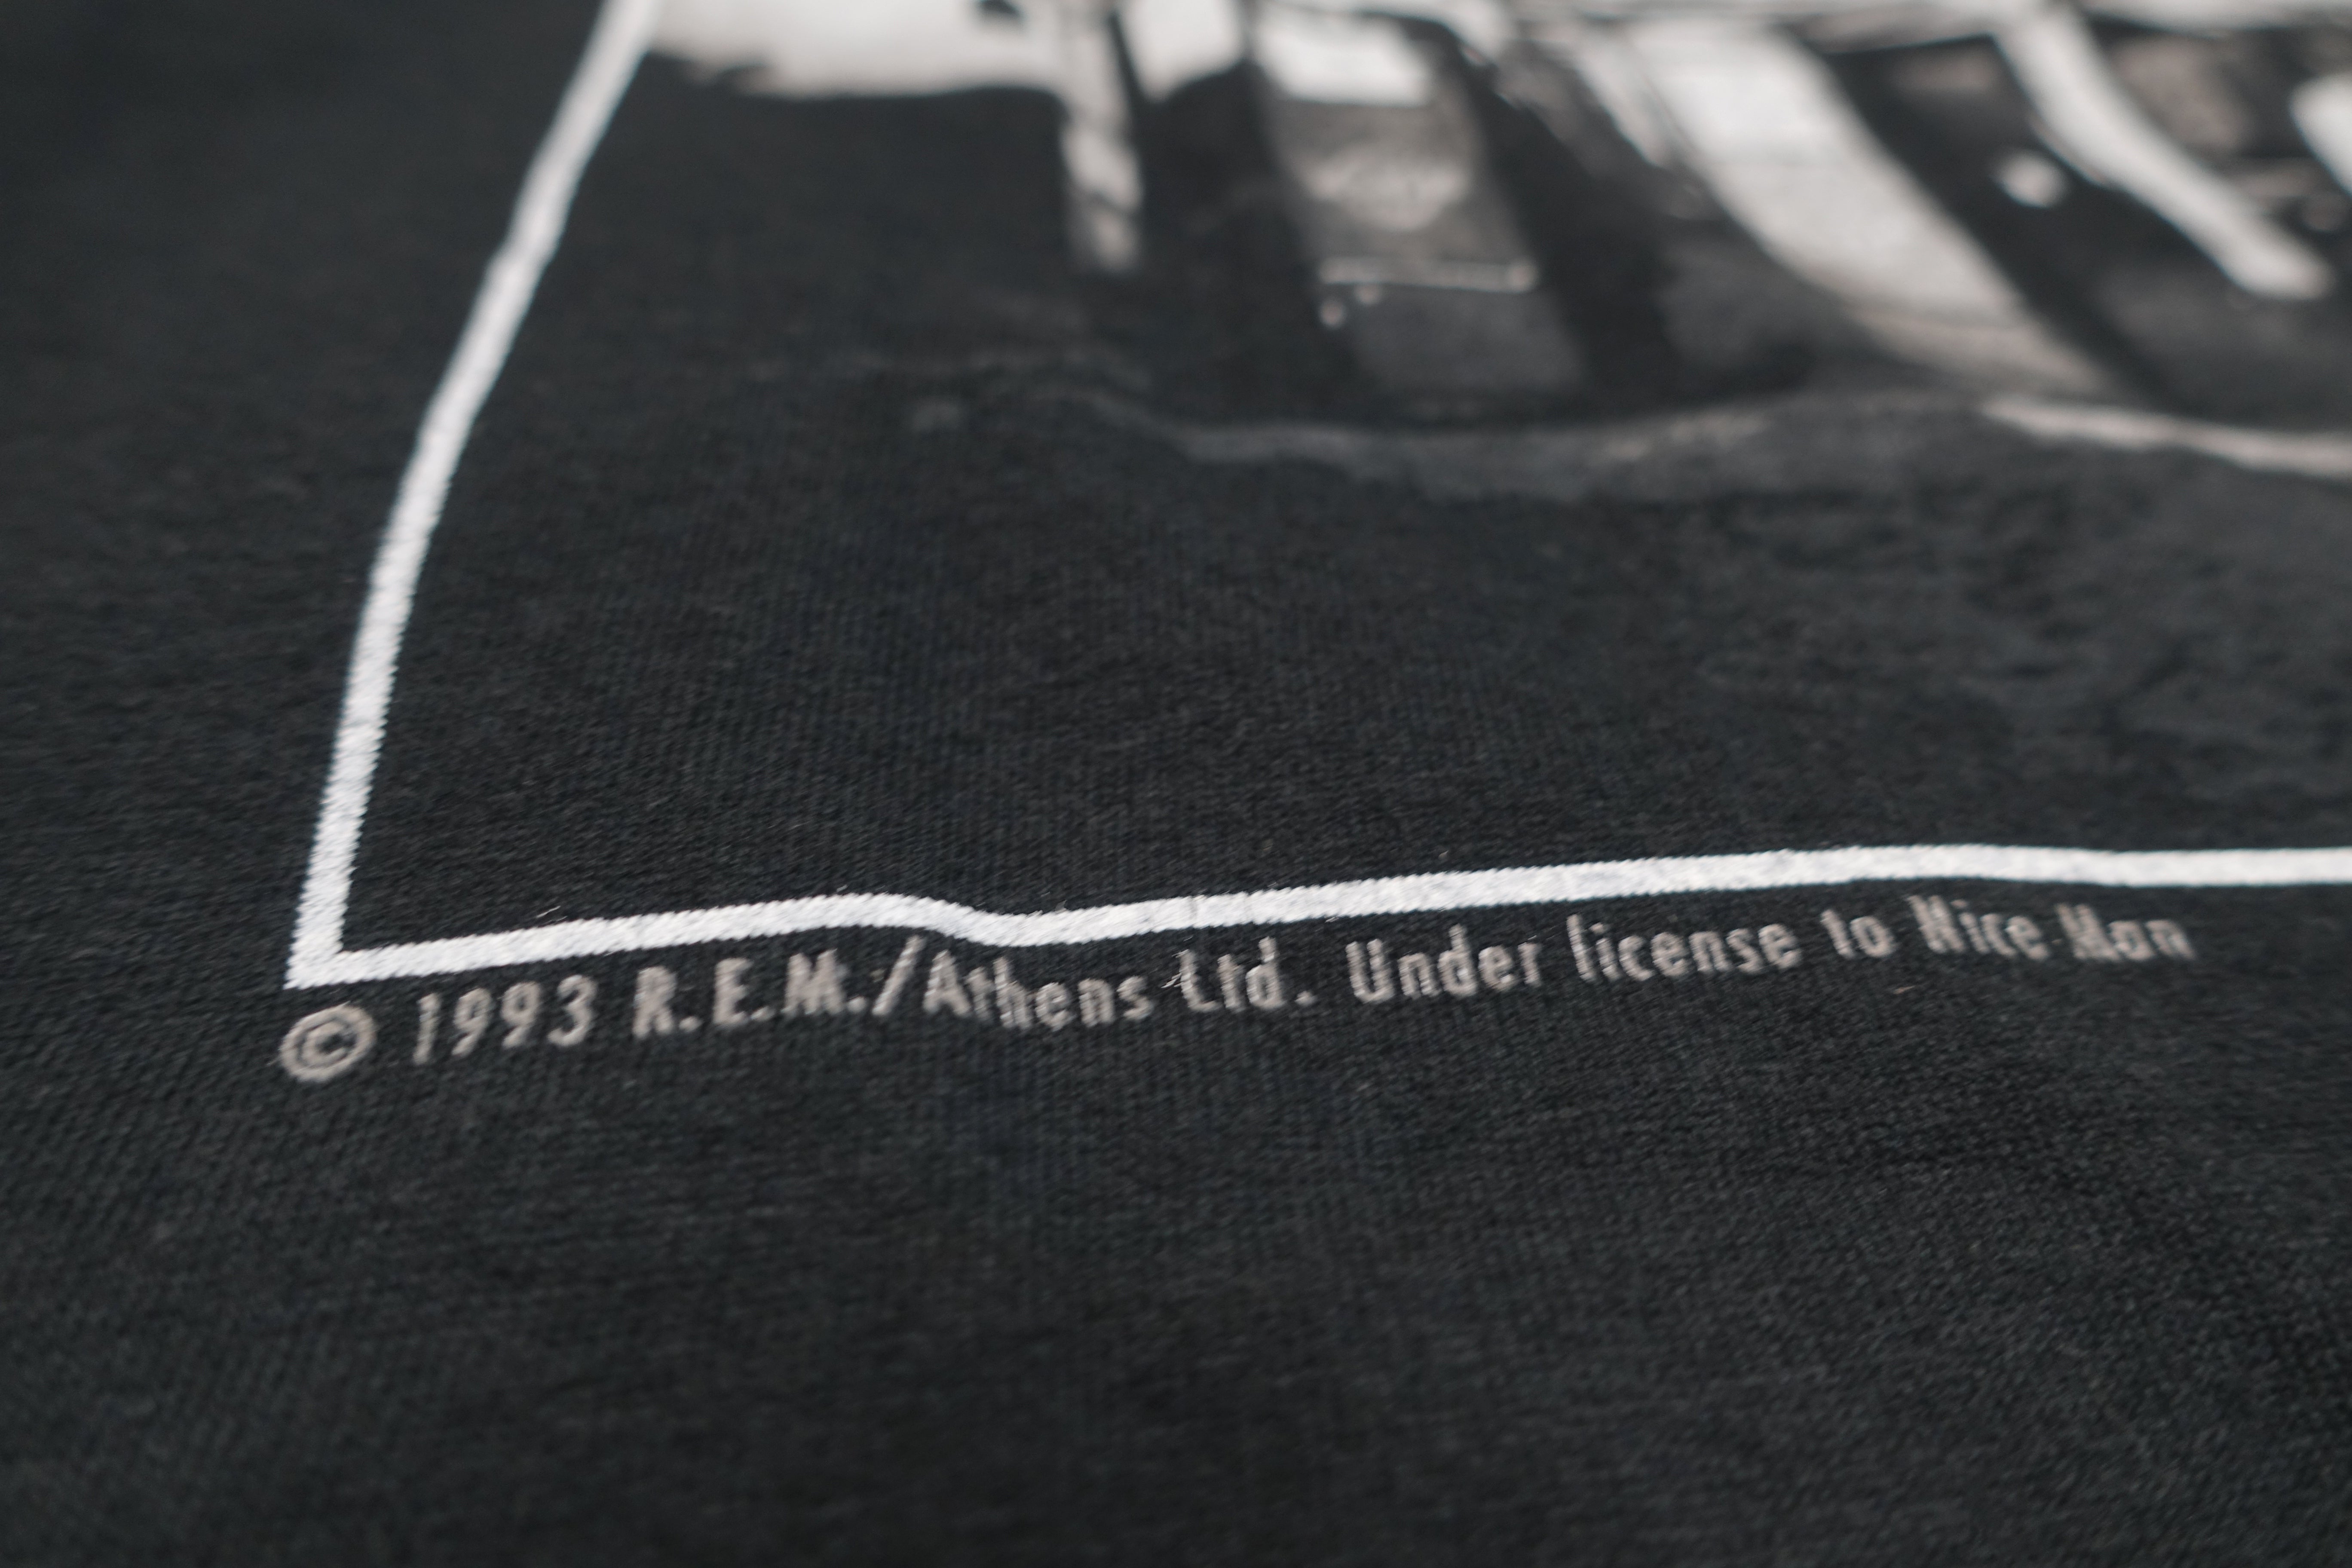 © 1993 R.E.M./Athens Ltd. Under license to Nice Man